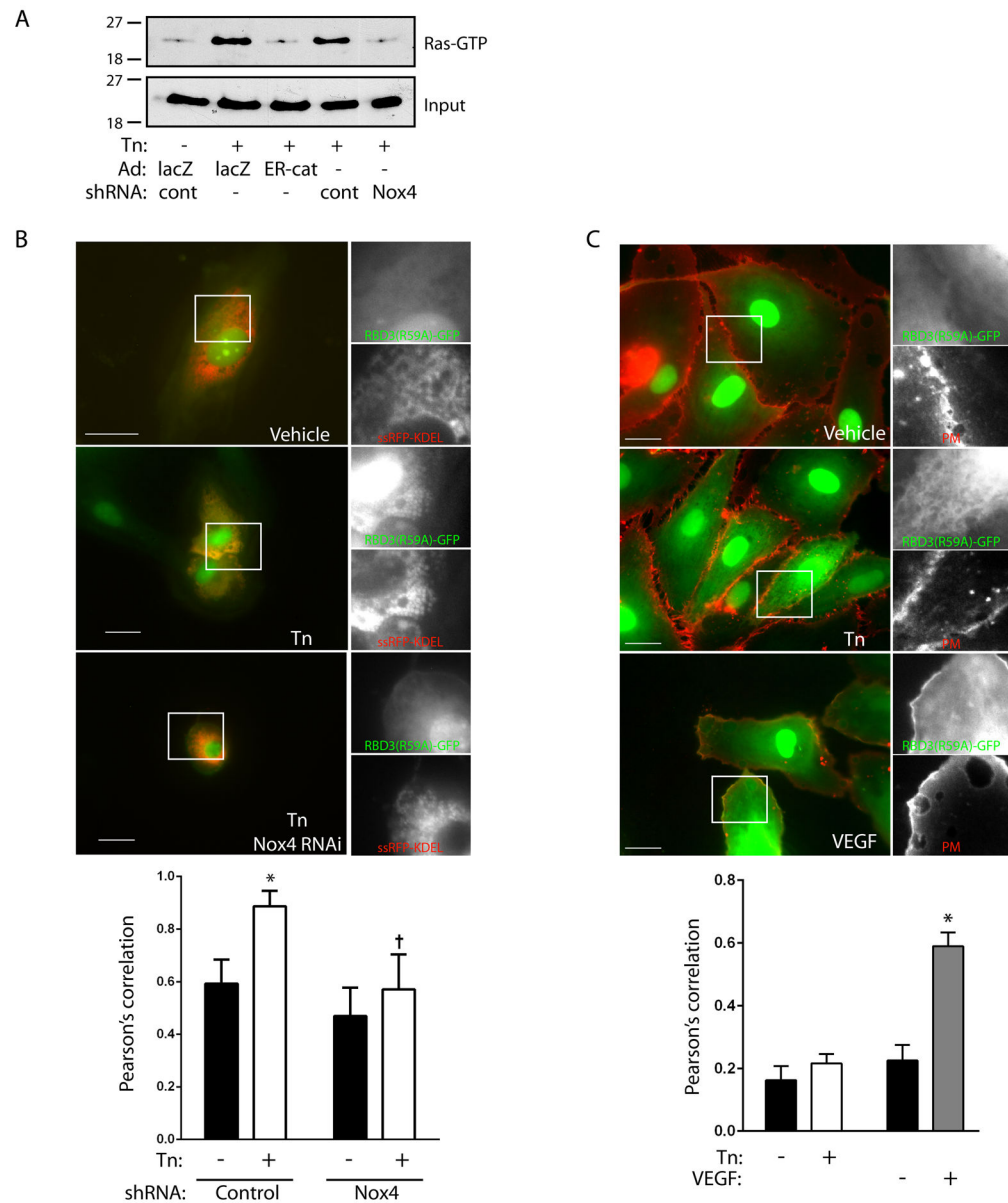 A
27
18
Ras-GTP
27
18
Input
Tn: - + + + +
Ad: lacZ lacZ ER-cat - -
shRNA: cont - - cont Nox4
B
RBD3(R59A)-GFP
Vehicle
ssRFP-KDEL
RBD3(R59A)-GFP
Tn
ssRFP-KDEL
RBD3(R59A)-GFP
Tn
Nox4 RNAi
ssRFP-KDEL
Pearson's correlation
1.0
0.8
0.6
0.4
0.2
0.0
*
†
Tn: - + - +
shRNA: Control Nox4
C
RBD3(R59A)-GFP
Vehicle
PM
RBD3(R59A)-GFP
Tn
PM
RBD3(R59A)-GFP
VEGF
PM
Pearson's correlation
0.8
0.6
0.4
0.2
0.0
*
Tn: - +
VEGF: - +